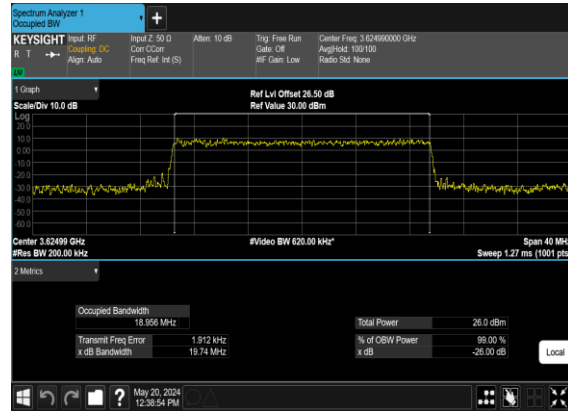 Spectrum Analyzer 1
Occupied BW
+
KEYSIGHT Input: RF Input Z: 50 Ω Atten: 10 dB Trig: Free Run Center Freq: 3.624990000 GHz
R T Coupling: DC Corr CCorr Gate: Off Avg|Hold: 100/100
Align: Auto Freq Ref: Int (S) #IF Gain: Low Radio Std: None
LW
1 Graph
Ref Lvl Offset 26.50 dB
Scale/Div 10.0 dB Ref Value 30.00 dBm
Log
20.0
10.0
0.00
-10.0
-20.0
-30.0
-40.0
-50.0
-60.0
Center 3.62499 GHz #Video BW 620.00 kHz* Span 40 MHz
#Res BW 200.00 kHz Sweep 1.27 ms (1001 pts
2 Metrics
Occupied Bandwidth
18.956 MHz Total Power 26.0 dBm
Transmit Freq Error 1.912 kHz % of OBW Power 99.00 %
x dB Bandwidth 19.74 MHz x dB -26.00 dB
Local
? May 20, 2024
12:38:54 PM